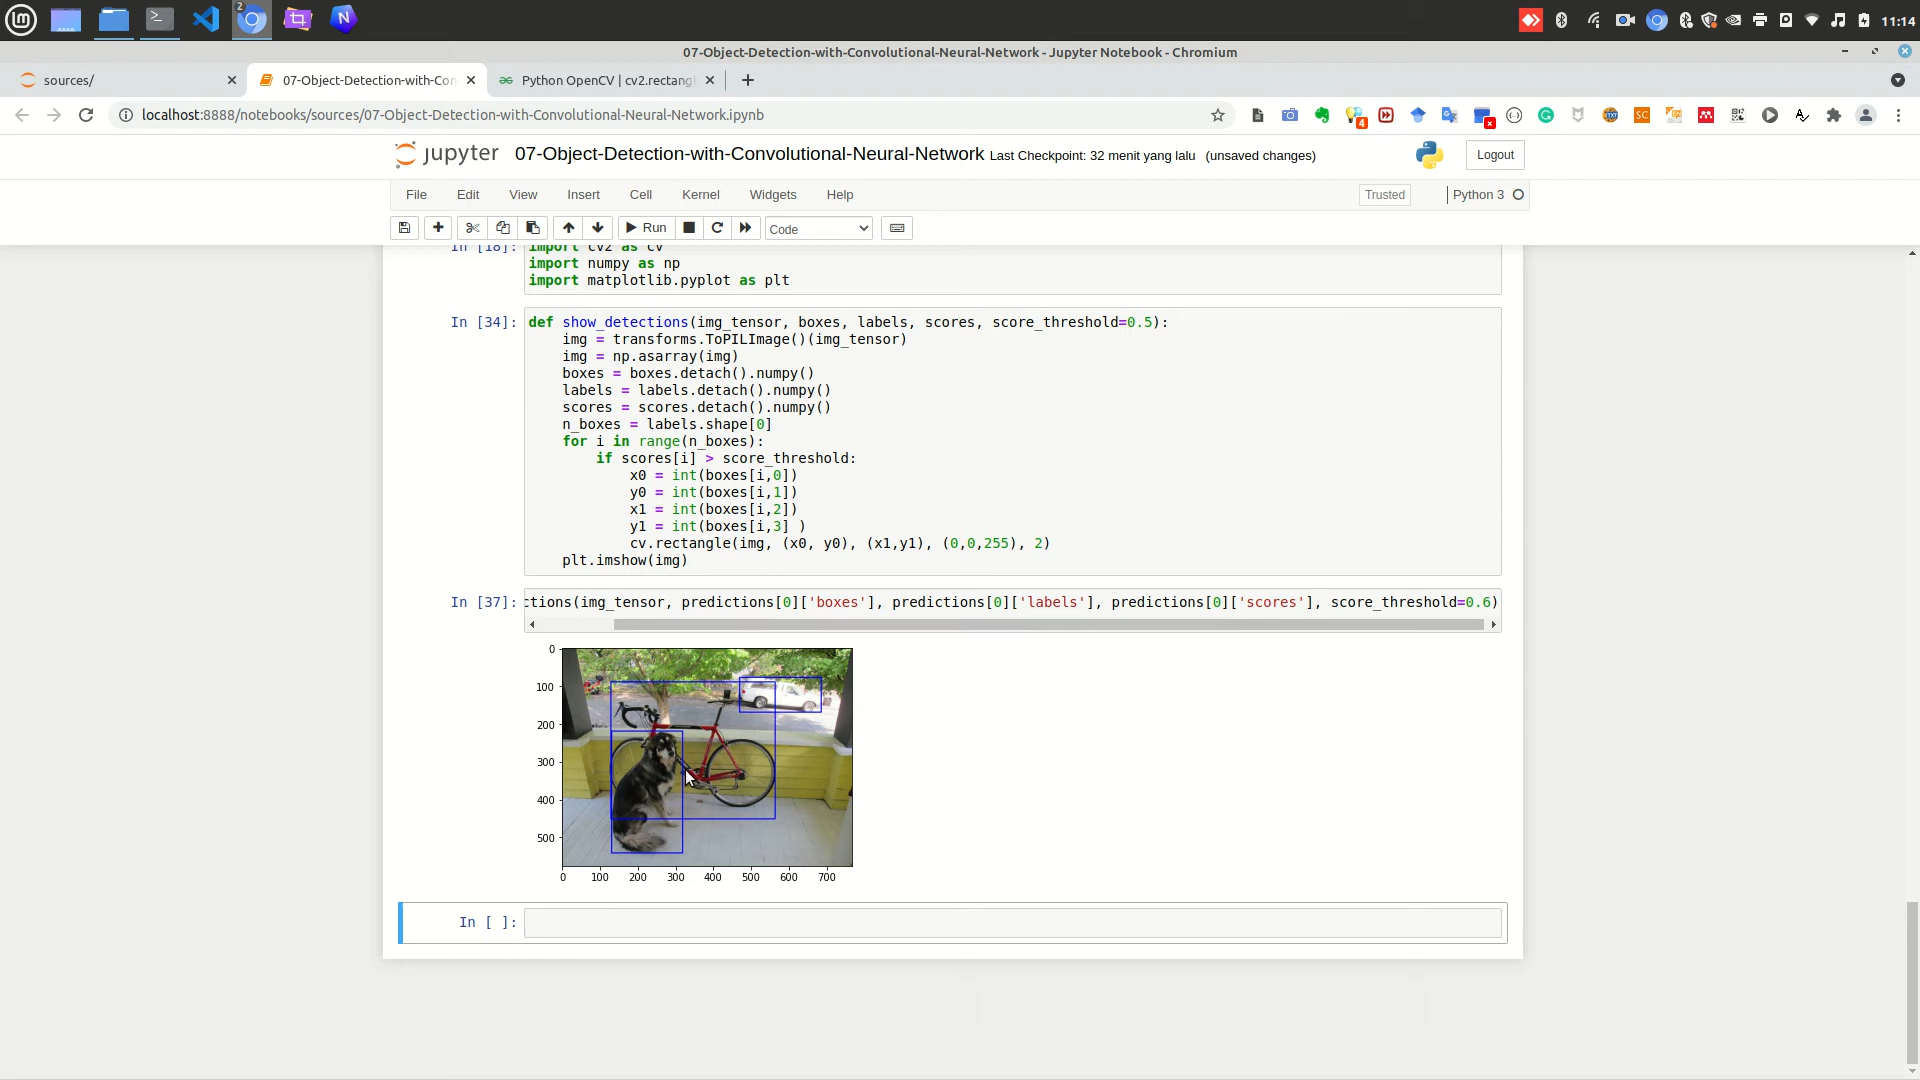 2
N
11:14
07-Object-Detection-with-Convolutional-Neural-Network - Jupyter Notebook - Chromium
sources/
07-Object-Detection-with-Con
Python OpenCV | cv2.rectangl
localhost:8888/notebooks/sources/07-Object-Detection-with-Convolutional-Neural-Network.ipynb
4
SC
jupyter 07-Object-Detection-with-Convolutional-Neural-Network Last Checkpoint: 32 menit yang lalu (unsaved changes)
Logout
File Edit View Insert Cell Kernel Widgets Help
Trusted
Python 3
Run
Code
In [18]: import cv2 as cv
import numpy as np
import matplotlib.pyplot as plt
In [34]: def show_detections(img_tensor, boxes, labels, scores, score_threshold=0.5):
img = transforms.ToPILImage()(img_tensor)
img = np.asarray(img)
boxes = boxes.detach().numpy()
labels = labels.detach().numpy()
scores = scores.detach().numpy()
n_boxes = labels.shape[0]
for i in range(n_boxes):
if scores[i] > score_threshold:
x0 = int(boxes[i,0])
y0 = int(boxes[i,1])
x1 = int(boxes[i,2])
y1 = int(boxes[i,3] )
cv.rectangle(img, (x0, y0), (x1,y1), (0,0,255), 2)
plt.imshow(img)
In [37]: ctions(img_tensor, predictions[0]['boxes'], predictions[0]['labels'], predictions[0]['scores'], score_threshold=0.6)
0
100
200
300
400
500
0 100 200 300 400 500 600 700
In [ ]: